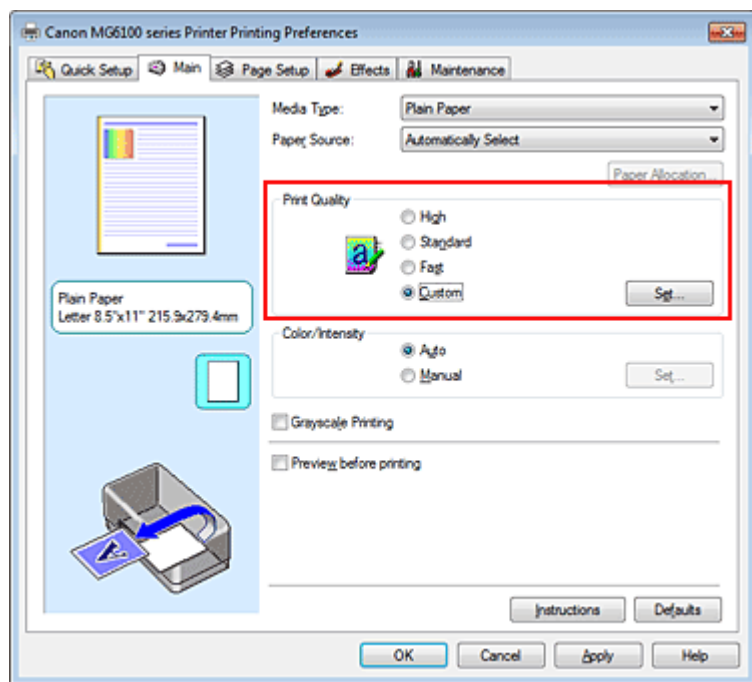 Canon MG6100 series Printer Printing Preferences
Quick Setup Main Page Setup Effects Maintenance
Media Type: Plain Paper
Paper Source: Automatically Select
Paper Allocation...
Print Quality
High
Standard
a
Fast
Custom Set...
Plain Paper
Letter 8.5"x11" 215.9x279.4mm
Color/Intensity
Auto
Manual Set...
Grayscale Printing
Preview before printing
A
Instructions Defaults
OK Cancel Apply Help